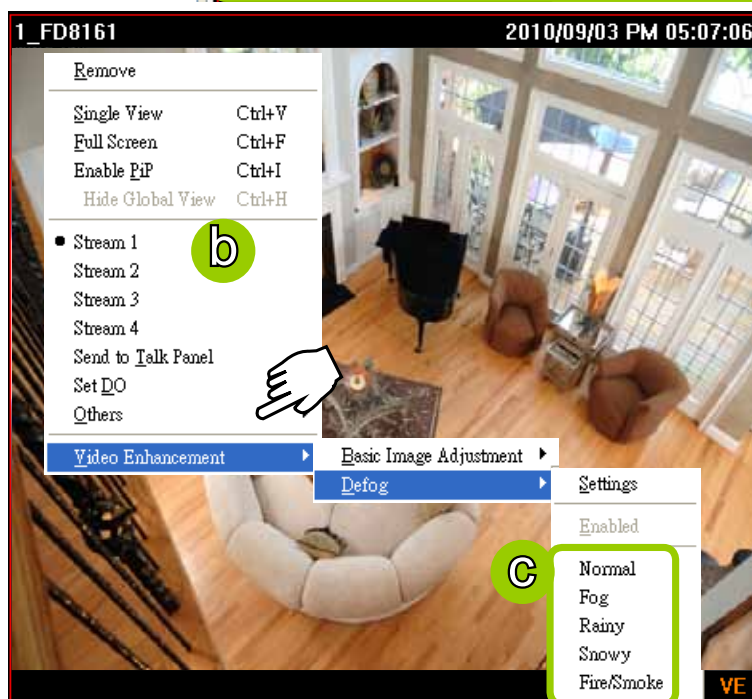 1_FD8161 2010/09/03 PM 05:07:06
Remove
Single View Ctrl+V
Full Screen Ctrl+F
Enable PiP Ctrl+I
Hide Global View Ctrl+H
b
Stream 1
Stream 2
Stream 3
Stream 4
Send to Talk Panel
Set DO
Others
Video Enhancement
Basic Image Adjustment
Defog
Settings
Enabled
c
Normal
Fog
Rainy
Snowy
Fire/Smoke
VE